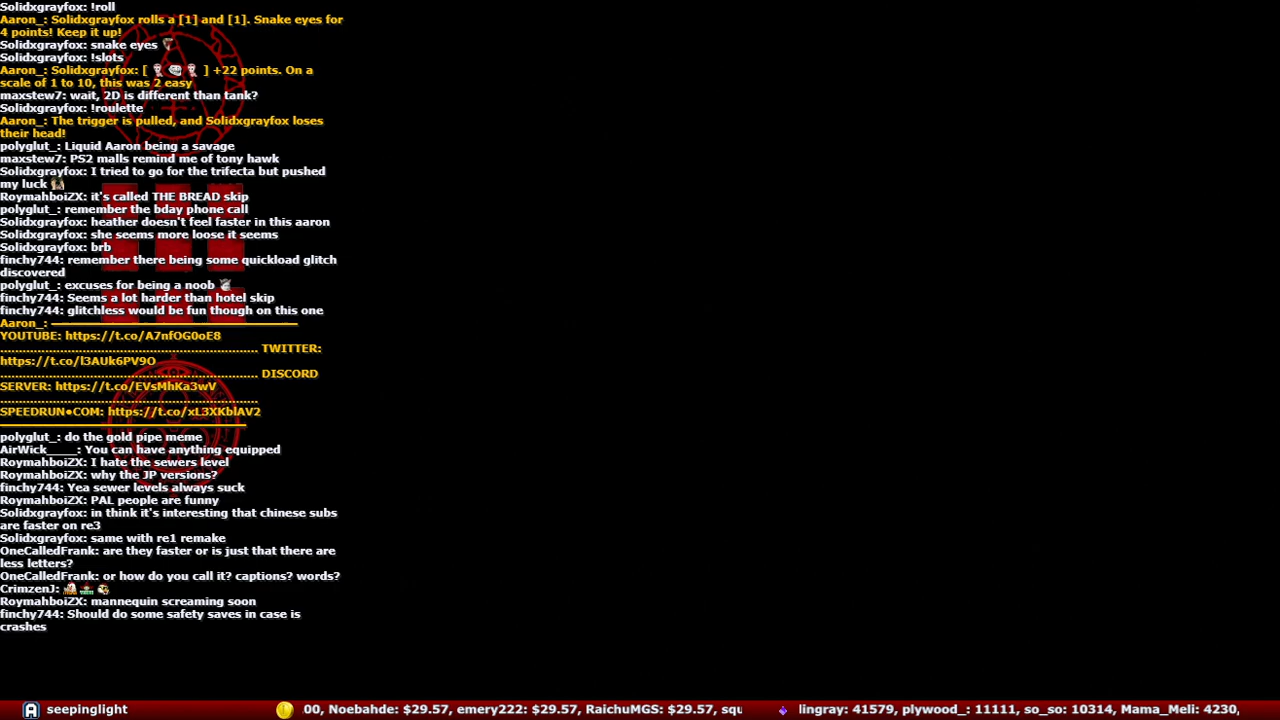 Solidxgrayfox: !roll
Aaron_: Solidxgrayfox rolls a [1] and [1]. Snake eyes for
4 points! Keep it up!
Solidxgrayfox: snake eyes
Solidxgrayfox: !slots
Aaron_: Solidxgrayfox: [ ] +22 points. On a
scale of 1 to 10, this was 2 easy
maxstew7: wait, 2D is different than tank?
Solidxgrayfox: !roulette
Aaron_: The trigger is pulled, and Solidxgrayfox loses
their head!
polyglut_: Liquid Aaron being a savage
maxstew7: PS2 malls remind me of tony hawk
Solidxgrayfox: I tried to go for the trifecta but pushed
my luck
RoymahboiZX: it's called THE BREAD skip
polyglut_: remember the bday phone call
Solidxgrayfox: heather doesn't feel faster in this aaron
Solidxgrayfox: she seems more loose it seems
Solidxgrayfox: brb
finchy744: remember there being some quickload glitch
discovered
polyglut_: excuses for being a noob
finchy744: Seems a lot harder than hotel skip
finchy744: glitchless would be fun though on this one
Aaron_:
YOUTUBE: https://t.co/A7nfOG0oE8
TWITTER:
https://t.co/l3AUk6PV9O
DISCORD
SERVER: https://t.co/EVsMhKa3wV
SPEEDRUN●COM: https://t.co/xL3XKblAV2
polyglut_: do the gold pipe meme
AirWick____: You can have anything equipped
RoymahboiZX: I hate the sewers level
RoymahboiZX: why the JP versions?
finchy744: Yea sewer levels always suck
RoymahboiZX: PAL people are funny
Solidxgrayfox: in think it's interesting that chinese subs
are faster on re3
Solidxgrayfox: same with re1 remake
OneCalledFrank: are they faster or is just that there are
less letters?
OneCalledFrank: or how do you call it? captions? words?
CrimzenJ:
RoymahboiZX: mannequin screaming soon
finchy744: Should do some safety saves in case is
crashes
seepinglight
00, Noebahde: $29.57, emery222: $29.57, RaichuMGS: $29.57, squ
lingray: 41579, plywood_: 11111, so_so: 10314, Mama_Meli: 4230,